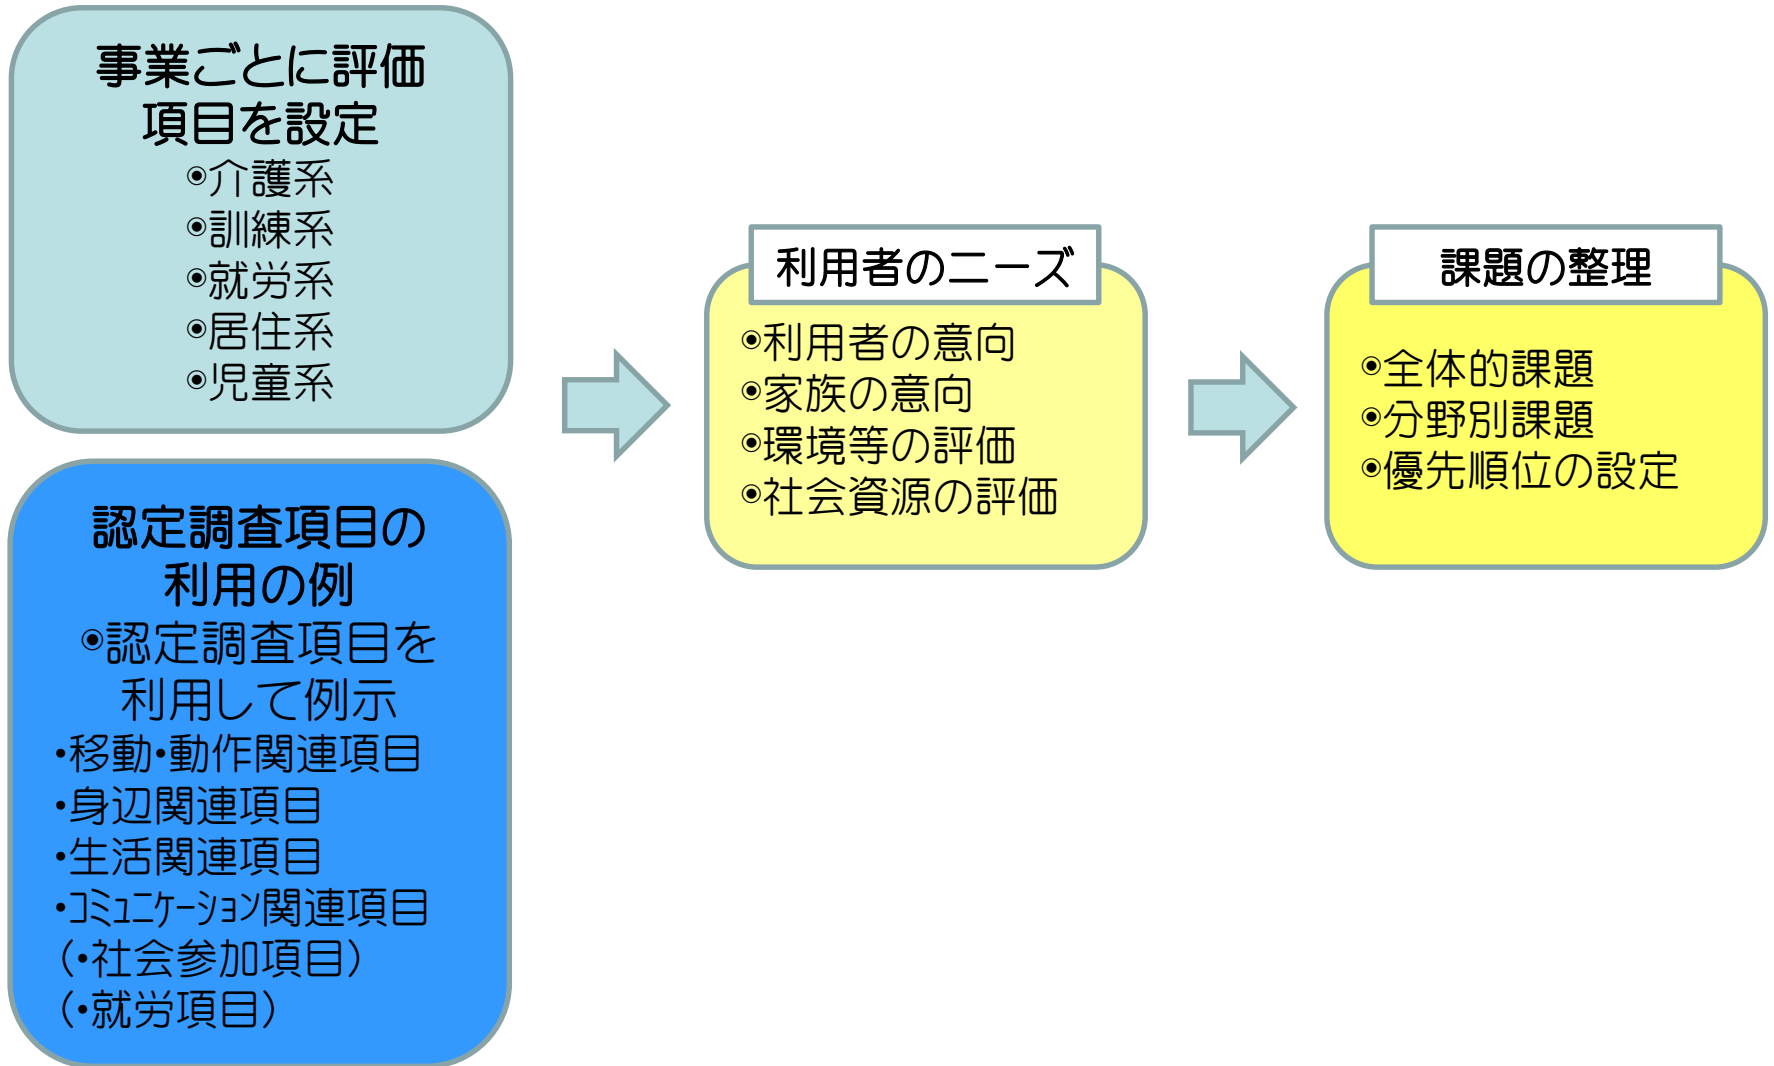 事業ごとに評価
項目を設定
◉介護系
◉訓練系
◉就労系
◉居住系
◉児童系
認定調査項目の
利用の例
◉認定調査項目を
利用して例示
・移動・動作関連項目
・身辺関連項目
・生活関連項目
・ｺﾐｭﾆｹｰｼｮﾝ関連項目
（・社会参加項目）
（・就労項目）
利用者のニーズ
◉利用者の意向
◉家族の意向
◉環境等の評価
◉社会資源の評価
課題の整理
◉全体的課題
◉分野別課題
◉優先順位の設定